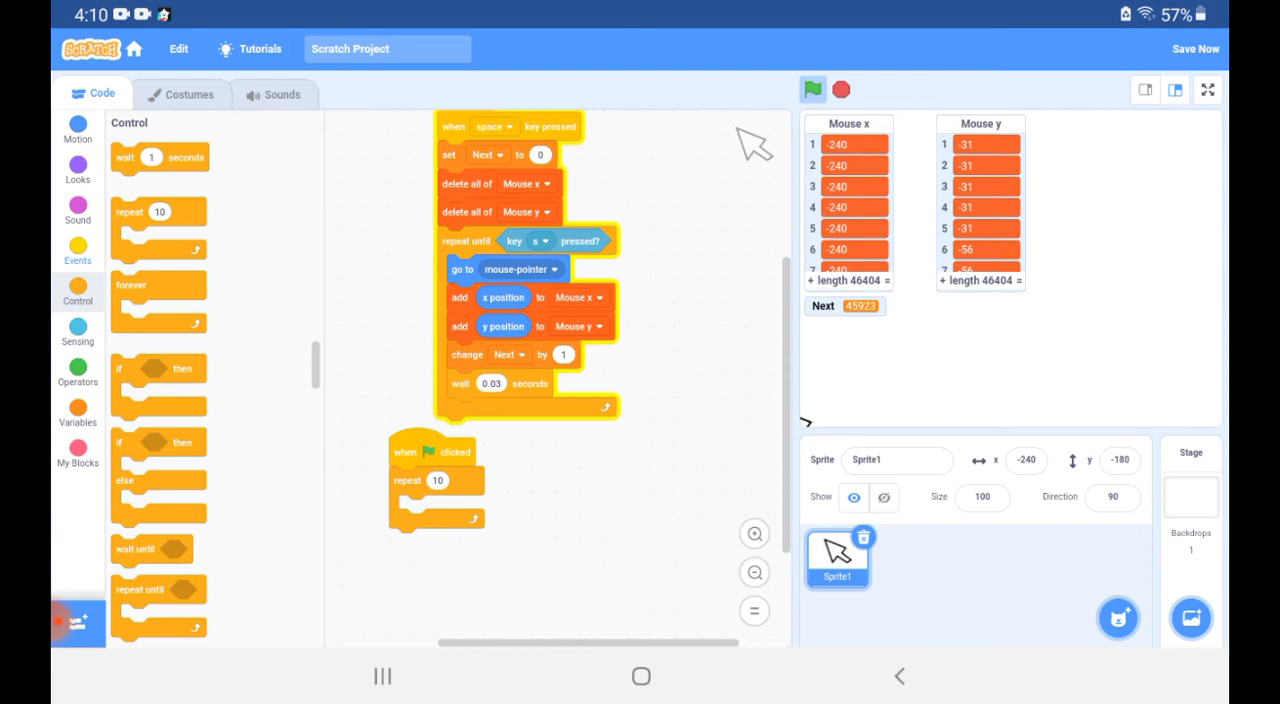 4:10 57%
SCRATCH Edit Tutorials Scratch Project Save Now
Code Costumes Sounds
Motion
Looks
Sound
Events
Control
Sensing
Operators
Variables
My Blocks
Control
wait 1 seconds
repeat 10
forever
if then
if then
else
wait until
repeat until
when space key pressed
set Next to 0
delete all of Mouse x
delete all of Mouse y
repeat until key s pressed?
go to mouse-pointer
add x position to Mouse x
add y position to Mouse y
change Next by 1
wait 0.03 seconds
when clicked
repeat 10
Mouse x
1 -240
2 -240
3 -240
4 -240
5 -240
6 -240
7 -240
+ length 46404 =
Mouse y
1 -31
2 -31
3 -31
4 -31
5 -31
6 -56
7 -56
+ length 46404 =
Next 45923
Sprite Sprite1 x -240 y -180
Show Size 100 Direction 90
Sprite1
Stage
Backdrops
1